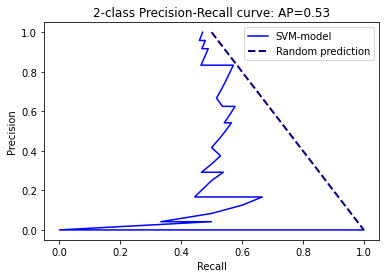 2-class Precision-Recall curve: AP=0.53
SVM-model
Random prediction
Precision
1.0
0.8
0.6
0.4
0.2
0.0
0.0 0.2 0.4 0.6 0.8 1.0
Recall